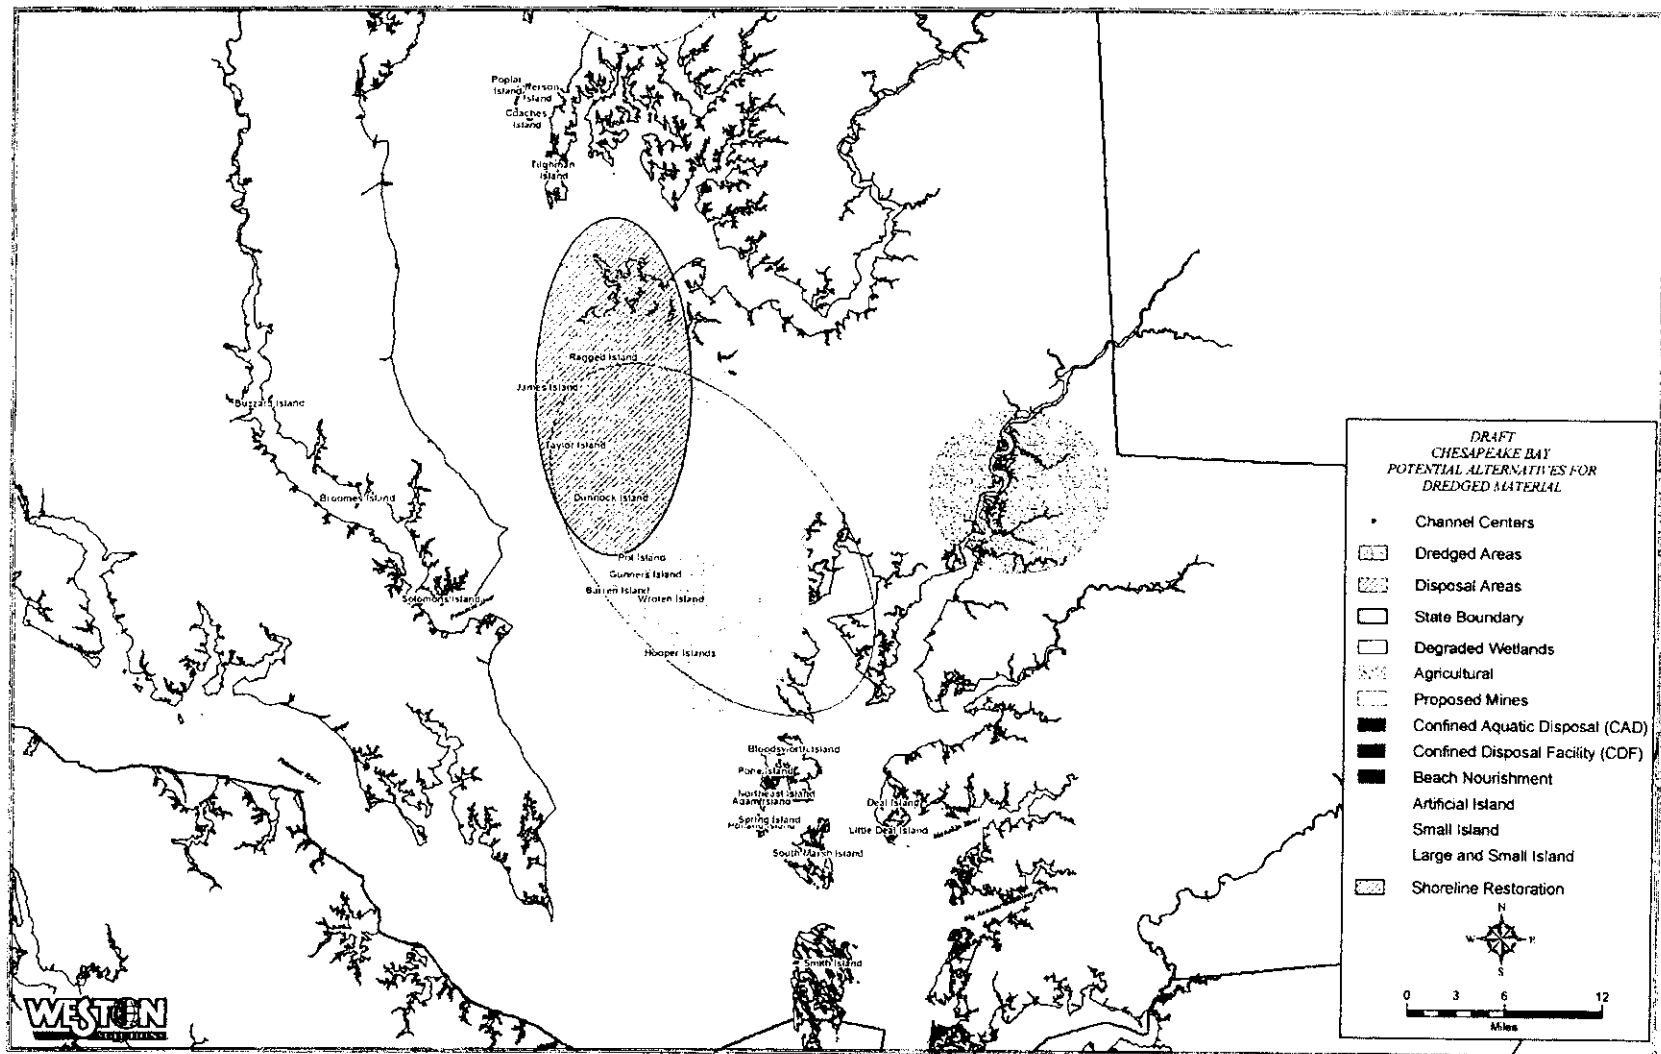 Poplar
Island
Coaches
Island
Tilghman
Island
Ragged Island
James Island
Buzzard Island
Taylor Island
Broomes Island
Dunnock Island
Pot Island
Gunners Island
Barren Island
Wroten Island
Solomons Island
Hooper Islands
Bloodsworth Island
Pone Island
Northeast Island
Adam Island
Spring Island
Deal Island
Little Deal Island
South Marsh Island
Smith Island
DRAFT
CHESAPEAKE BAY
POTENTIAL ALTERNATIVES FOR
DREDGED MATERIAL
Channel Centers
Dredged Areas
Disposal Areas
State Boundary
Degraded Wetlands
Agricultural
Proposed Mines
Confined Aquatic Disposal (CAD)
Confined Disposal Facility (CDF)
Beach Nourishment
Artificial Island
Small Island
Large and Small Island
Shoreline Restoration
N
W E
S
0 3 6 12
Miles
WESTON
SOLUTIONS